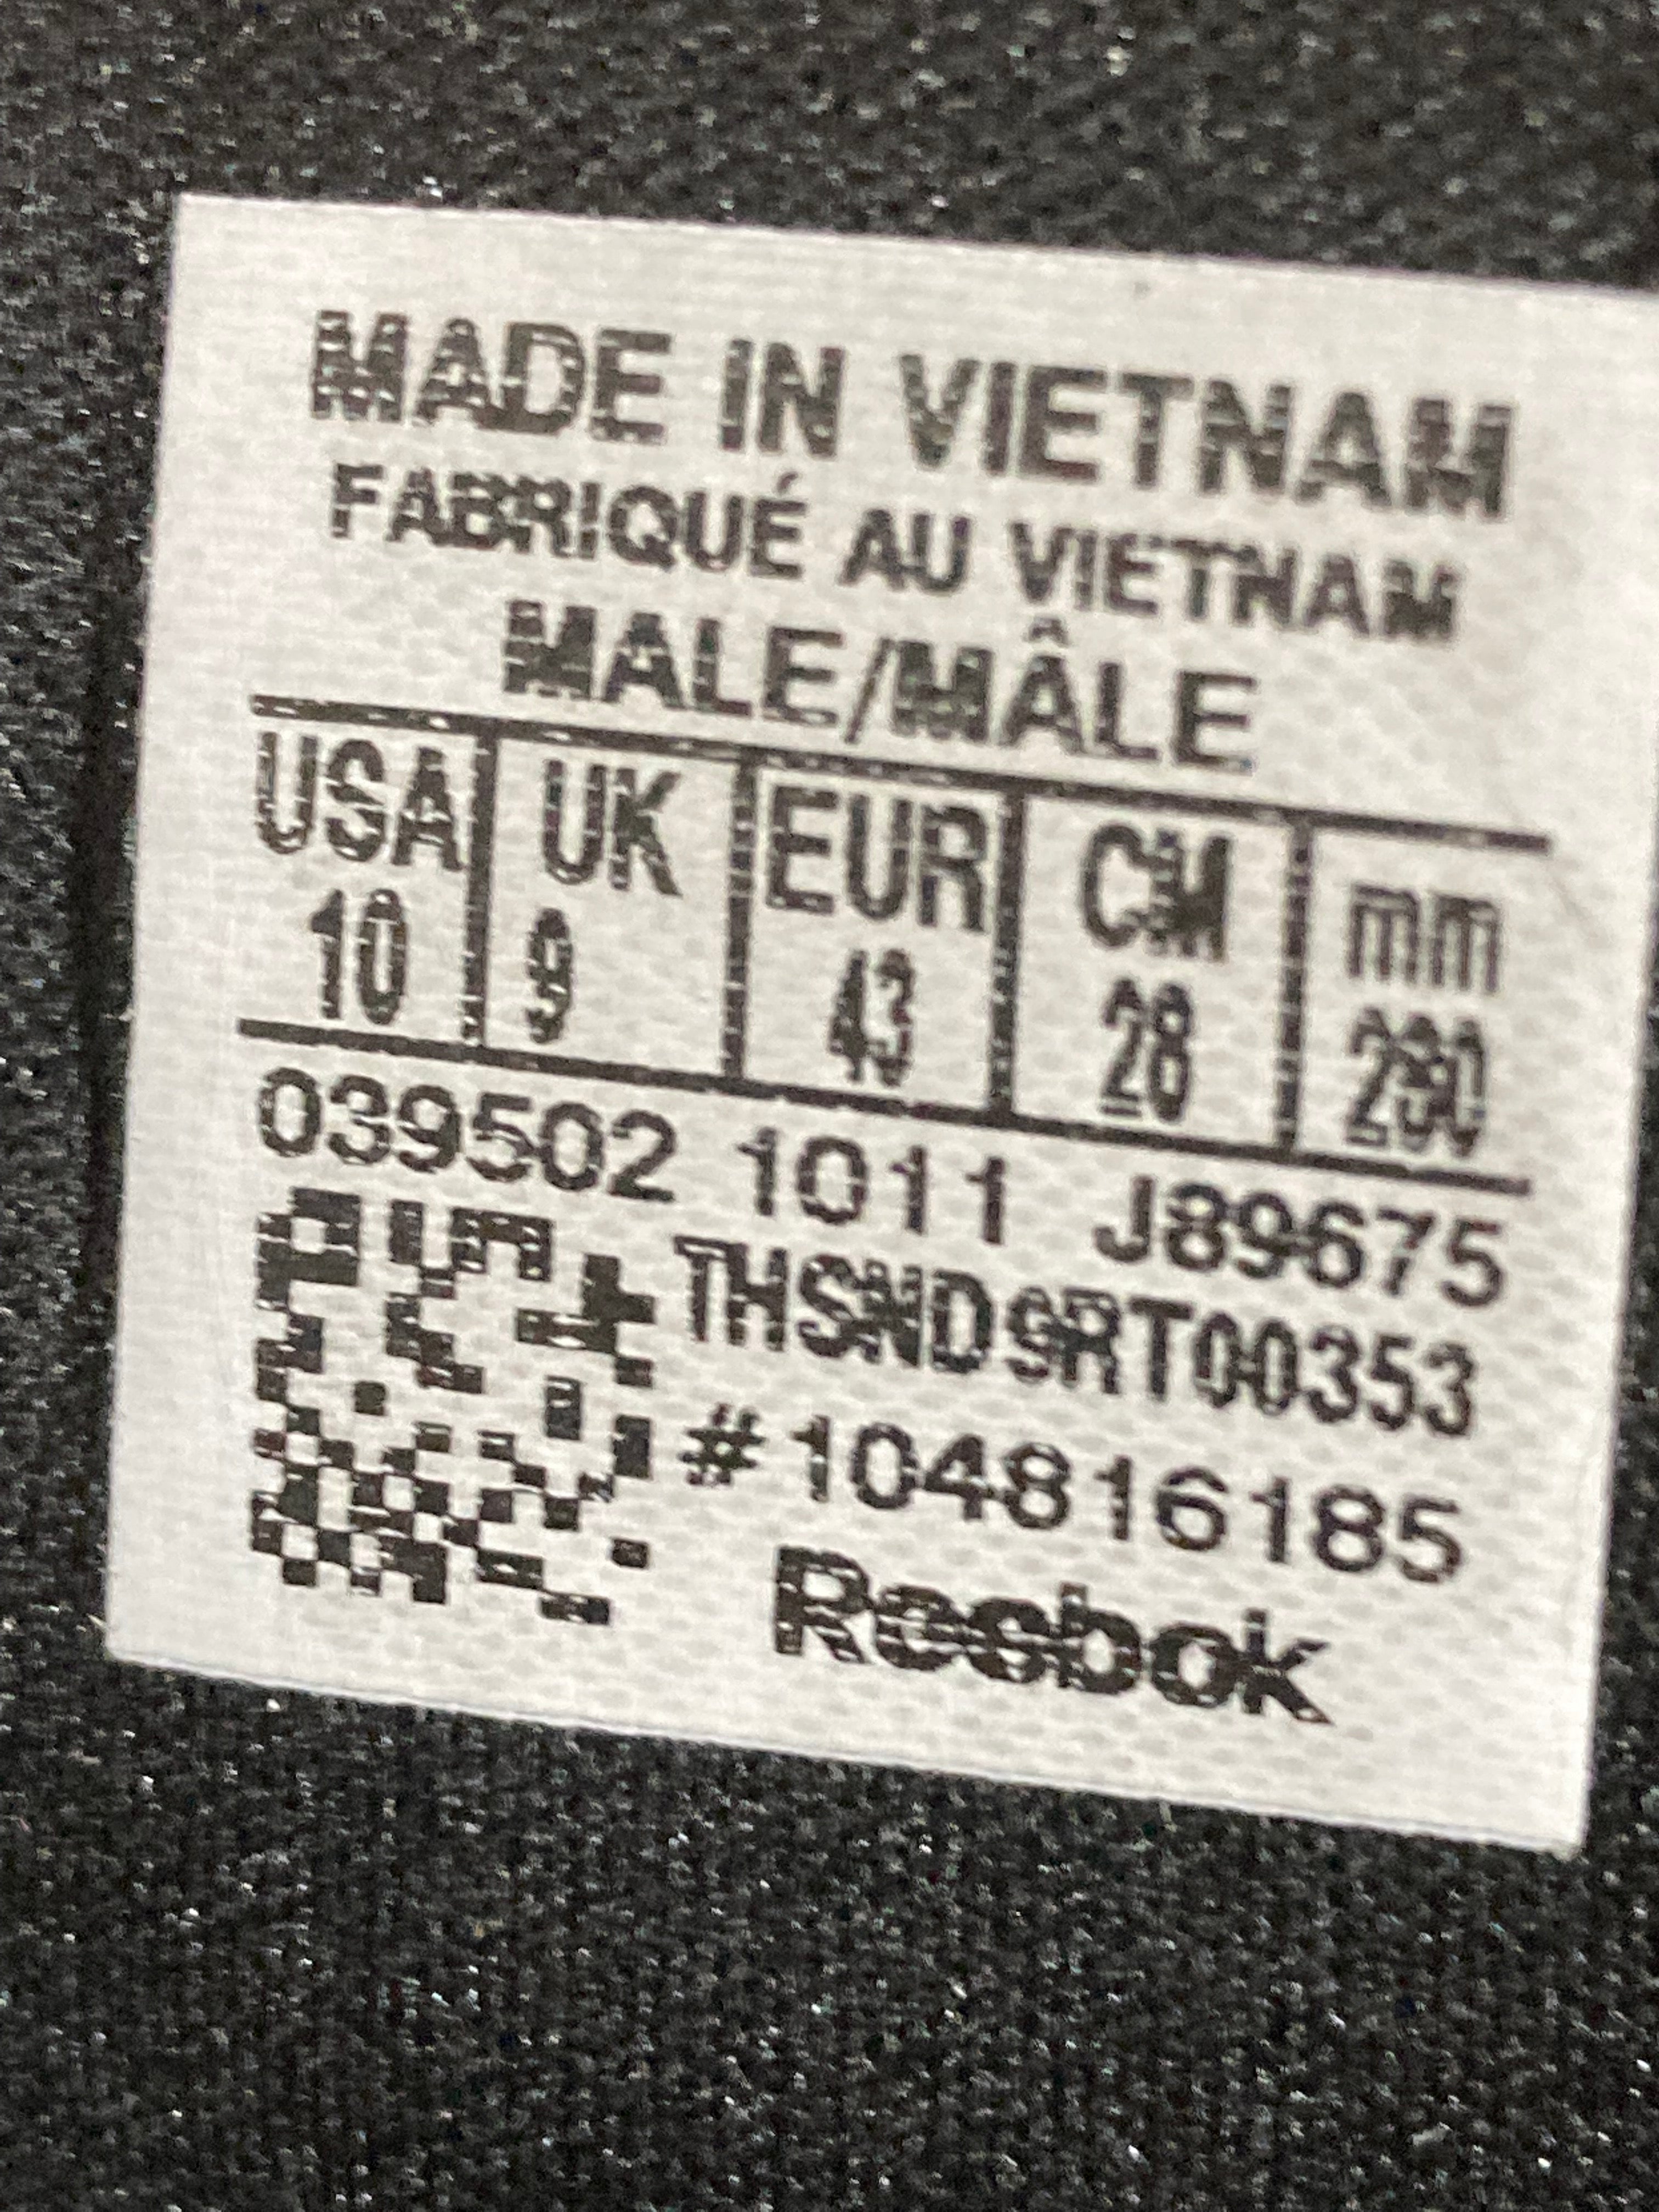 MADE IN VIETNAM
FABRIQUÉ AU VIETNAM
MALE/MÂLE
USA UK EUR CM mm
10 9 43 28 290
039502 1011 J89675
THSND9RT00353
#104816185
Reebok